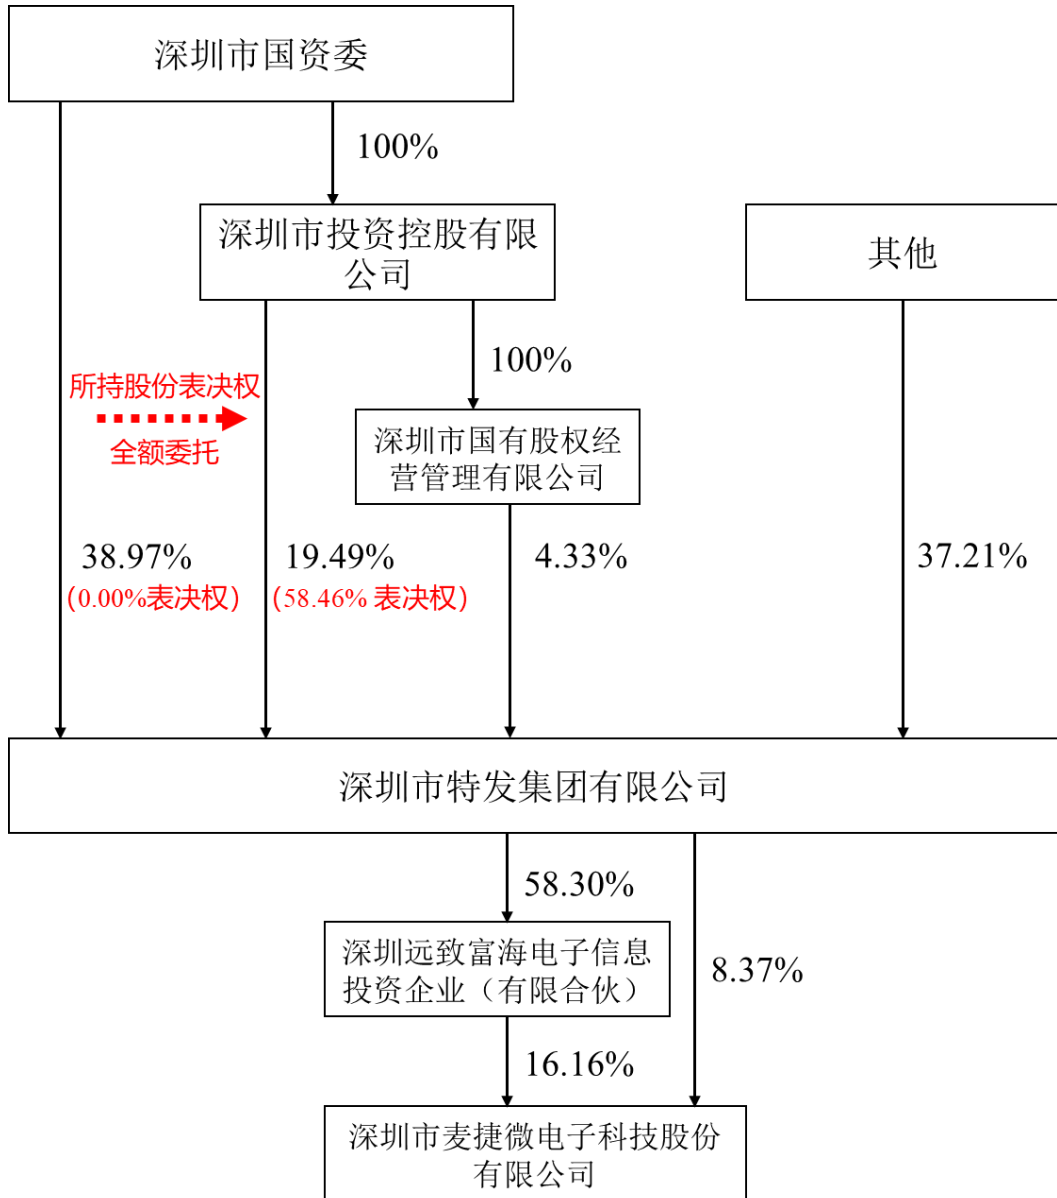 深圳市国资委
100%
深圳市投资控股有限
公司
其他
100%
所持股份表决权
全额委托
深圳市国有股权经
营管理有限公司
38.97%
（0.00%表决权）
19.49%
（58.46% 表决权）
4.33%
37.21%
深圳市特发集团有限公司
58.30%
深圳远致富海电子信息
投资企业（有限合伙）
8.37%
16.16%
深圳市麦捷微电子科技股份
有限公司